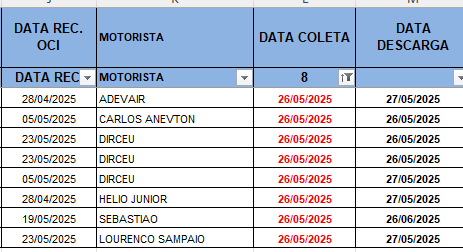 DATA REC. OCI MOTORISTA DATA COLETA DATA DESCARGA
DATA REC MOTORISTA 8
28/04/2025 ADEVAIR 26/05/2025 27/05/2025
05/05/2025 CARLOS ANEVTON 26/05/2025 27/05/2025
23/05/2025 DIRCEU 26/05/2025 26/05/2025
23/05/2025 DIRCEU 26/05/2025 26/05/2025
05/05/2025 DIRCEU 26/05/2025 27/05/2025
28/04/2025 HELIO JUNIOR 26/05/2025 27/05/2025
19/05/2025 SEBASTIAO 26/05/2025 26/06/2025
23/05/2025 LOURENCO SAMPAIO 26/05/2025 27/05/2025